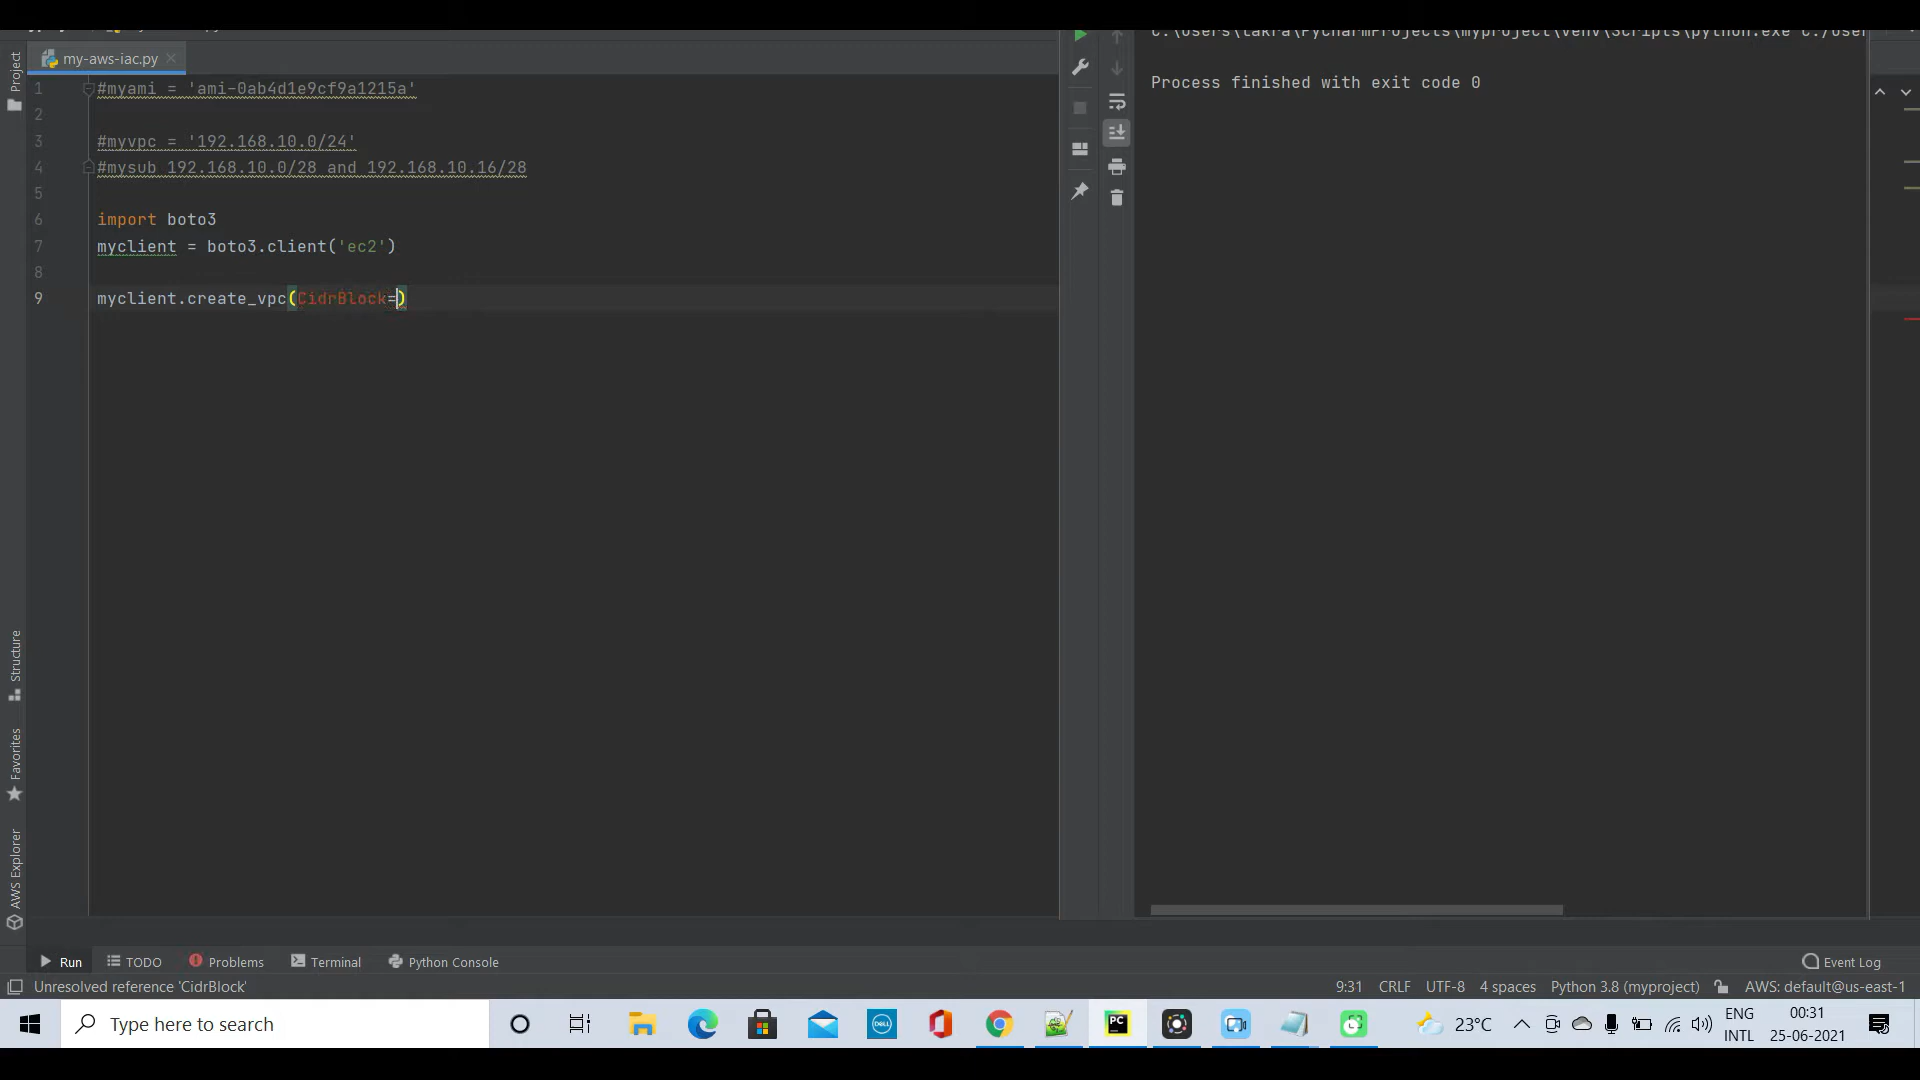 my-aws-iac.py
Project
1 #myami = 'ami-0ab4d1e9cf9a1215a'
2
3 #myvpc = '192.168.10.0/24'
4 #mysub 192.168.10.0/28 and 192.168.10.16/28
5
6 import boto3
7 myclient = boto3.client('ec2')
8
9 myclient.create_vpc(CidrBlock=)
C:\Users\takra\PycharmProjects\myproject\venv\Scripts\python.exe C:/User
Process finished with exit code 0
Structure
Favorites
AWS Explorer
Run TODO Problems Terminal Python Console Event Log
Unresolved reference 'CidrBlock' 9:31 CRLF UTF-8 4 spaces Python 3.8 (myproject) AWS: default@us-east-1
Type here to search
DELL
PC
23°C
ENG
INTL
00:31
25-06-2021